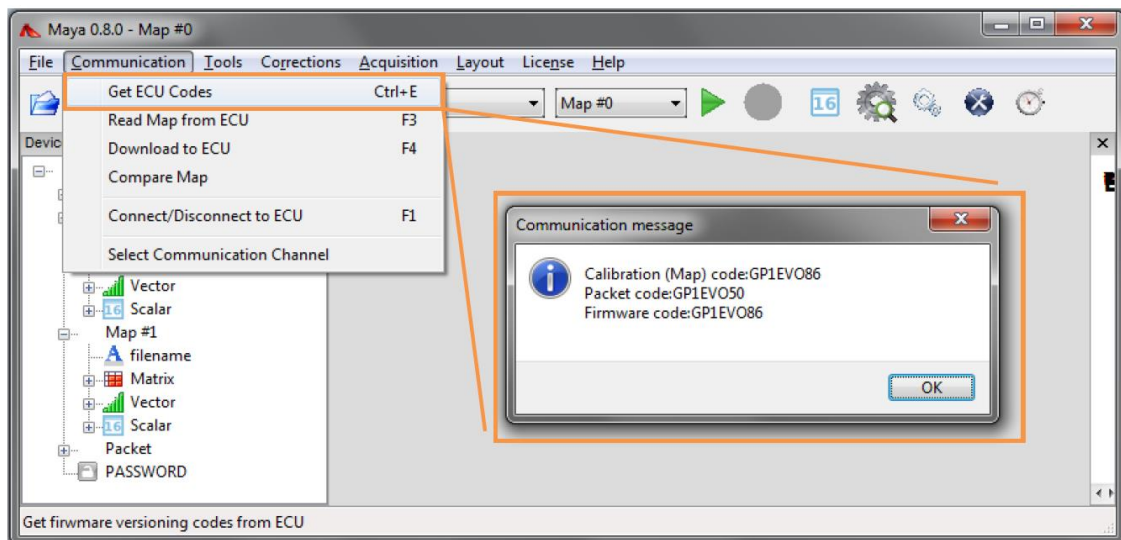 Maya 0.8.0 - Map #0
File Communication Tools Corrections Acquisition Layout License Help
Get ECU Codes Ctrl+E
Map #0
16
Read Map from ECU F3
Download to ECU F4
Compare Map
Connect/Disconnect to ECU F1
Select Communication Channel
Devic
Communication message
Calibration (Map) code:GP1EVO86
Packet code:GP1EVO50
Firmware code:GP1EVO86
OK
Vector
16 Scalar
Map #1
A filename
Matrix
Vector
16 Scalar
Packet
PASSWORD
Get firwmare versioning codes from ECU